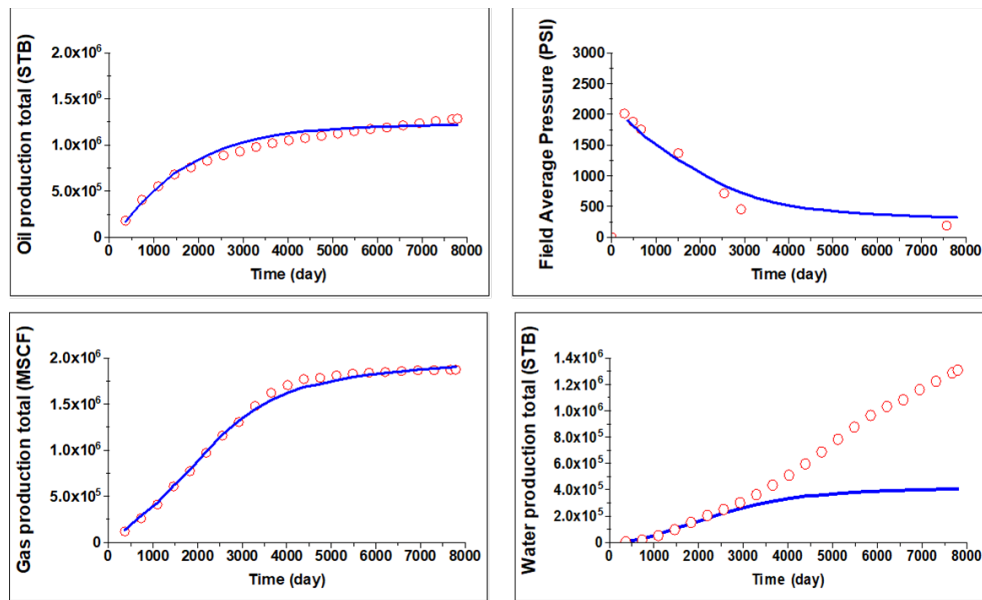 Oil production total (STB)
2.0x10⁶
1.5x10⁶
1.0x10⁶
5.0x10⁵
0
0 1000 2000 3000 4000 5000 6000 7000 8000
Time (day)
Field Average Pressure (PSI)
3000
2500
2000
1500
1000
500
0
0 1000 2000 3000 4000 5000 6000 7000 8000
Time (day)
Gas production total (MSCF)
2.0x10⁶
1.5x10⁶
1.0x10⁶
5.0x10⁵
0
0 1000 2000 3000 4000 5000 6000 7000 8000
Time (day)
Water production total (STB)
1.4x10⁶
1.2x10⁶
1.0x10⁶
8.0x10⁵
6.0x10⁵
4.0x10⁵
2.0x10⁵
0
0 1000 2000 3000 4000 5000 6000 7000 8000
Time (day)